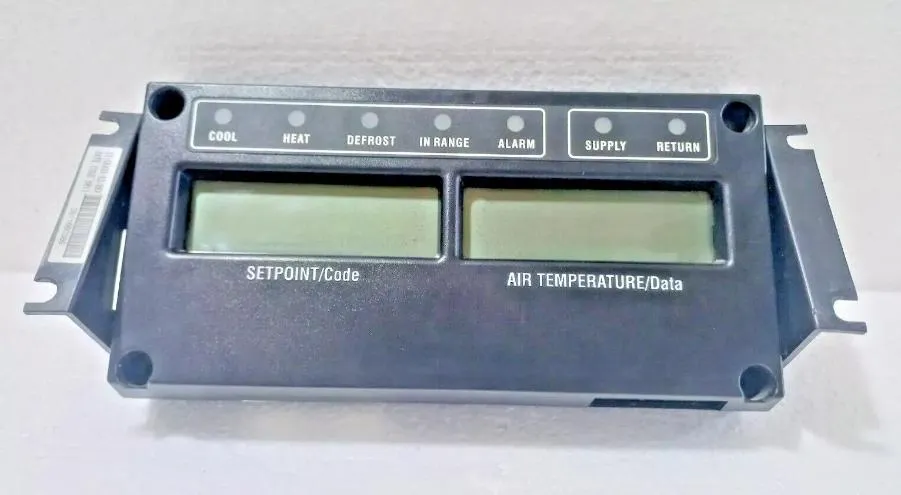 COOL HEAT DEFROST IN RANGE ALARM SUPPLY RETURN
SETPOINT/Code AIR TEMPERATURE/Data